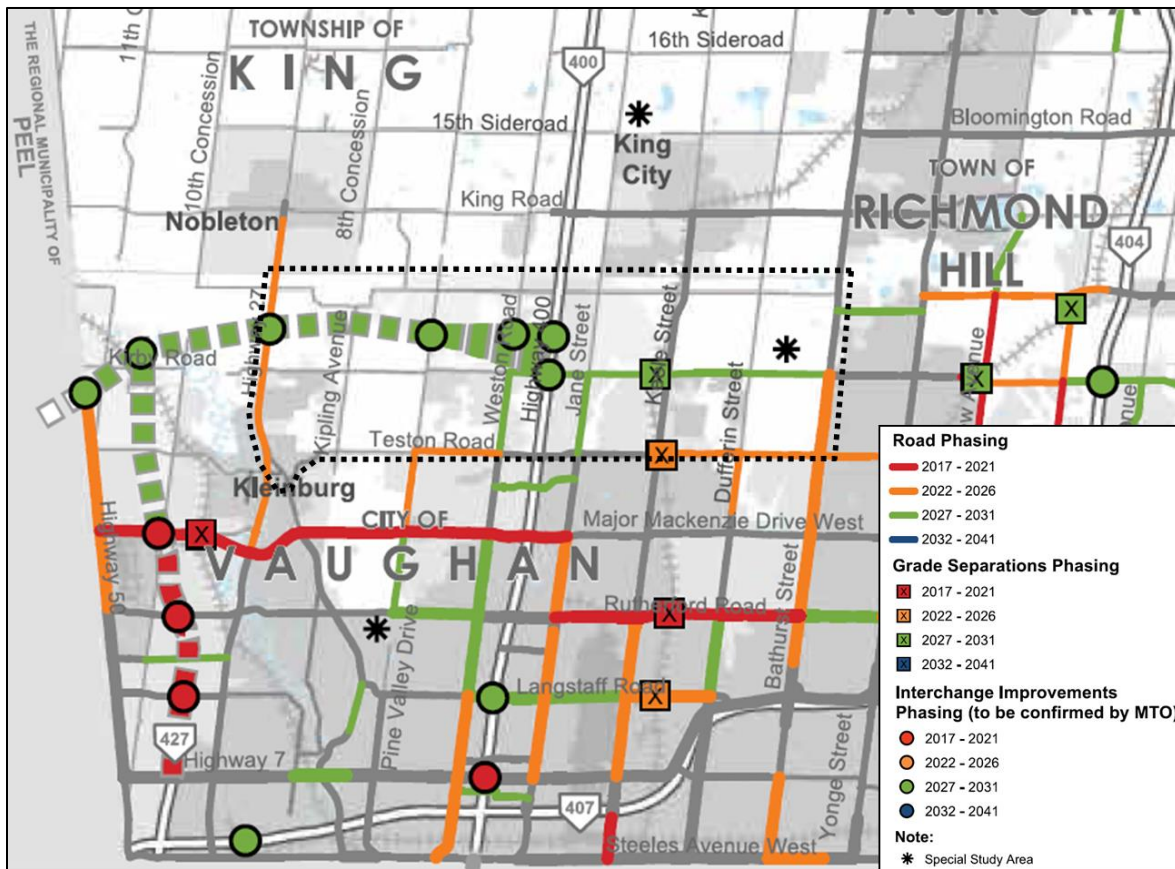 AURORA
THE REGIONAL MUNICIPALITY OF
PEEL
TOWNSHIP OF
KING
400
16th Sideroad
10th Concession
8th Concession
15th Sideroad
King
City
Bloomington Road
TOWN OF
RICHMOND
HILL
404
Nobleton
King Road
Highway 27
Kipling Avenue
Weston Road
Highway 400
Jane Street
Keele Street
Dufferin Street
Kirby Road
Teston Road
Kleinburg
Highway 50
CITY OF
VAUGHAN
Major Mackenzie Drive West
Rutherford Road
Bathurst Street
Pine Valley Drive
Langstaff Road
427
Highway 7
407
Yonge Street
Steeles Avenue West
X
X
X
X
X
X
X
Road Phasing
2017 - 2021
2022 - 2026
2027 - 2031
2032 - 2041
Grade Separations Phasing
X 2017 - 2021
X 2022 - 2026
X 2027 - 2031
X 2032 - 2041
Interchange Improvements
Phasing (to be confirmed by MTO)
2017 - 2021
2022 - 2026
2027 - 2031
2032 - 2041
Note:
Special Study Area